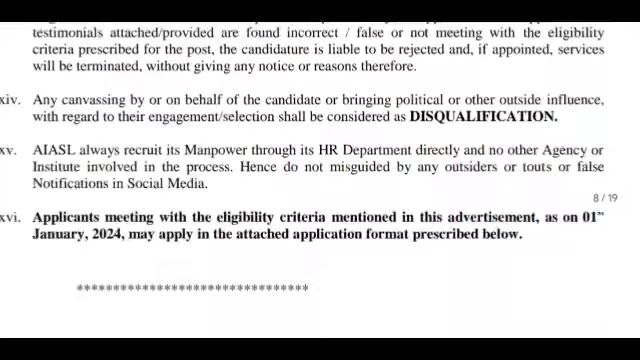 testimonials attached/provided are found incorrect / false or not meeting with the eligibility
criteria prescribed for the post, the candidature is liable to be rejected and, if appointed, services
will be terminated, without giving any notice or reasons therefore.
xiv. Any canvassing by or on behalf of the candidate or bringing political or other outside influence,
with regard to their engagement/selection shall be considered as DISQUALIFICATION.
xv. AIASL always recruit its Manpower through its HR Department directly and no other Agency or
Institute involved in the process. Hence do not misguided by any outsiders or touts or false
Notifications in Social Media.
8 / 19
xvi. Applicants meeting with the eligibility criteria mentioned in this advertisement, as on 01st
January, 2024, may apply in the attached application format prescribed below.
********************************